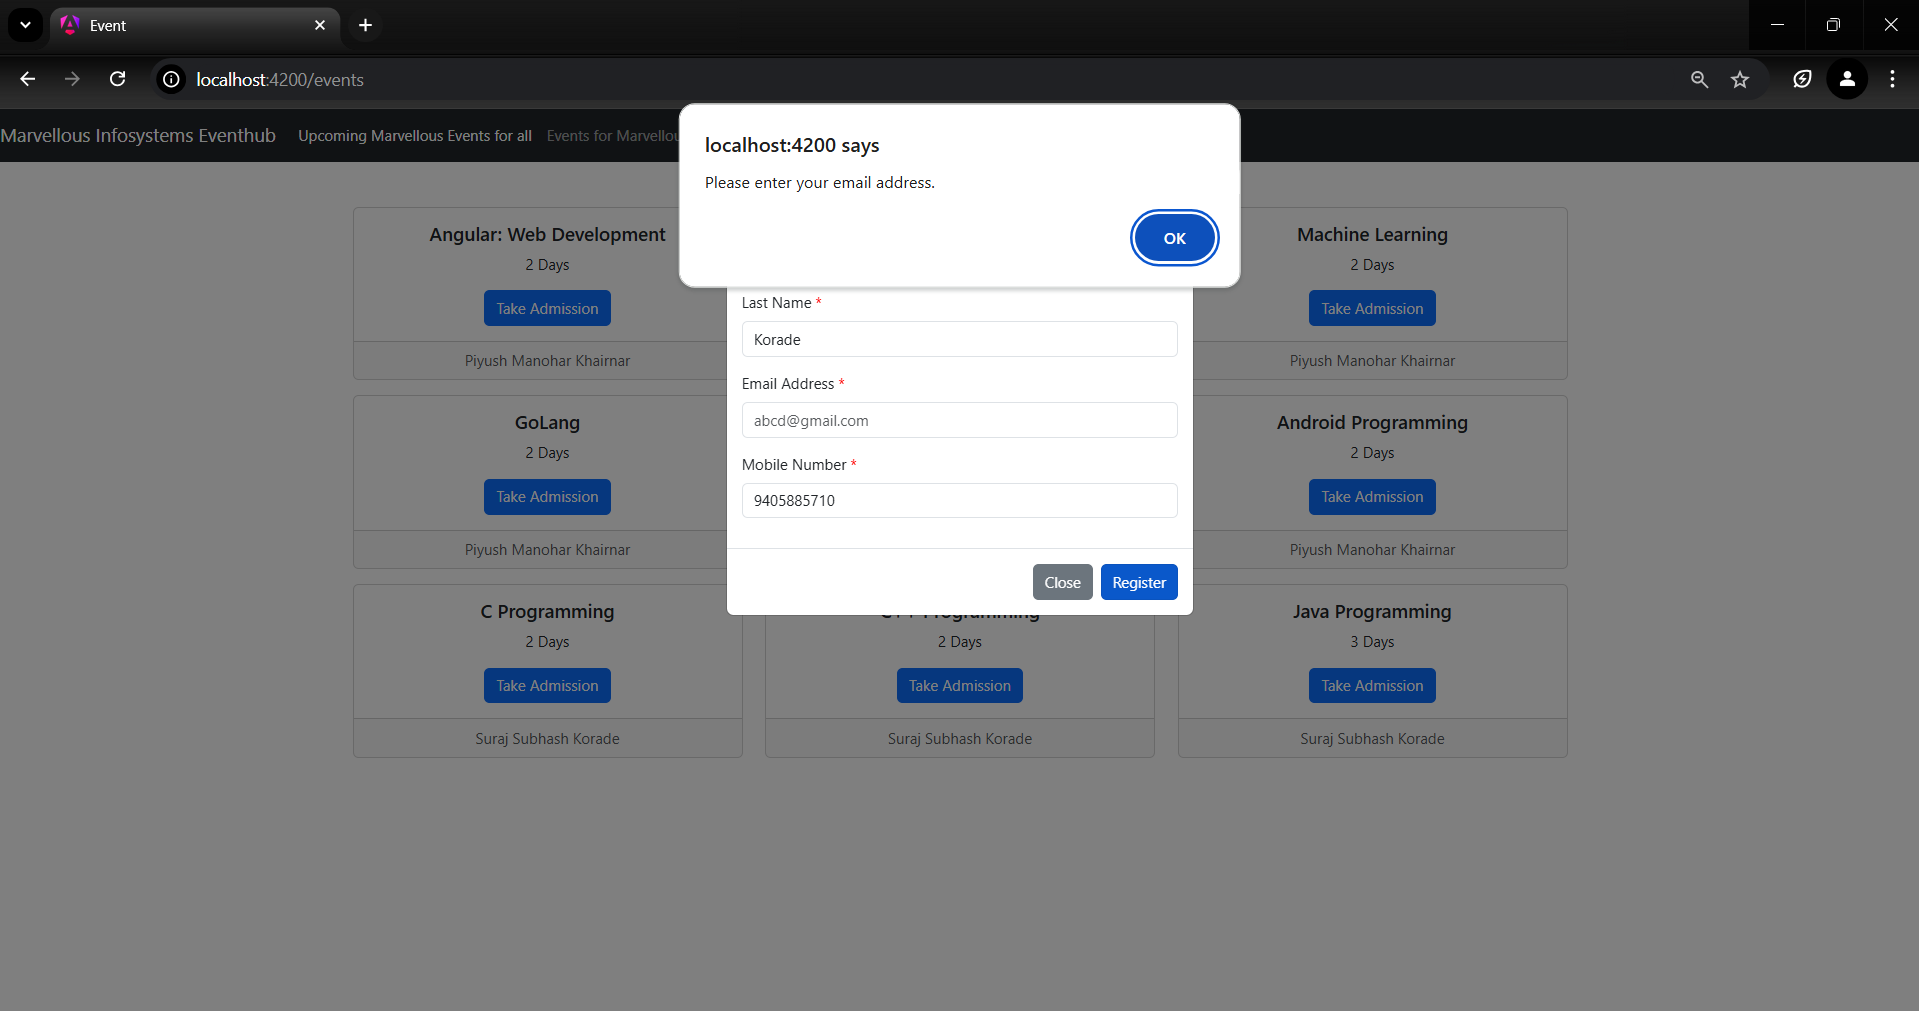 Event
localhost:4200/events
Marvellous Infosystems Eventhub Upcoming Marvellous Events for all Events for
localhost:4200 says
Please enter your email address.
OK
Angular: Web Development
2 Days
Take Admission
Piyush Manohar Khairnar
Machine Learning
2 Days
Take Admission
Piyush Manohar Khairnar
Last Name *
Korade
Email Address *
abcd@gmail.com
Mobile Number *
9405885710
Close Register
GoLang
2 Days
Take Admission
Piyush Manohar Khairnar
Android Programming
2 Days
Take Admission
Piyush Manohar Khairnar
C Programming
2 Days
Take Admission
Suraj Subhash Korade
2 Days
Take Admission
Suraj Subhash Korade
Java Programming
3 Days
Take Admission
Suraj Subhash Korade